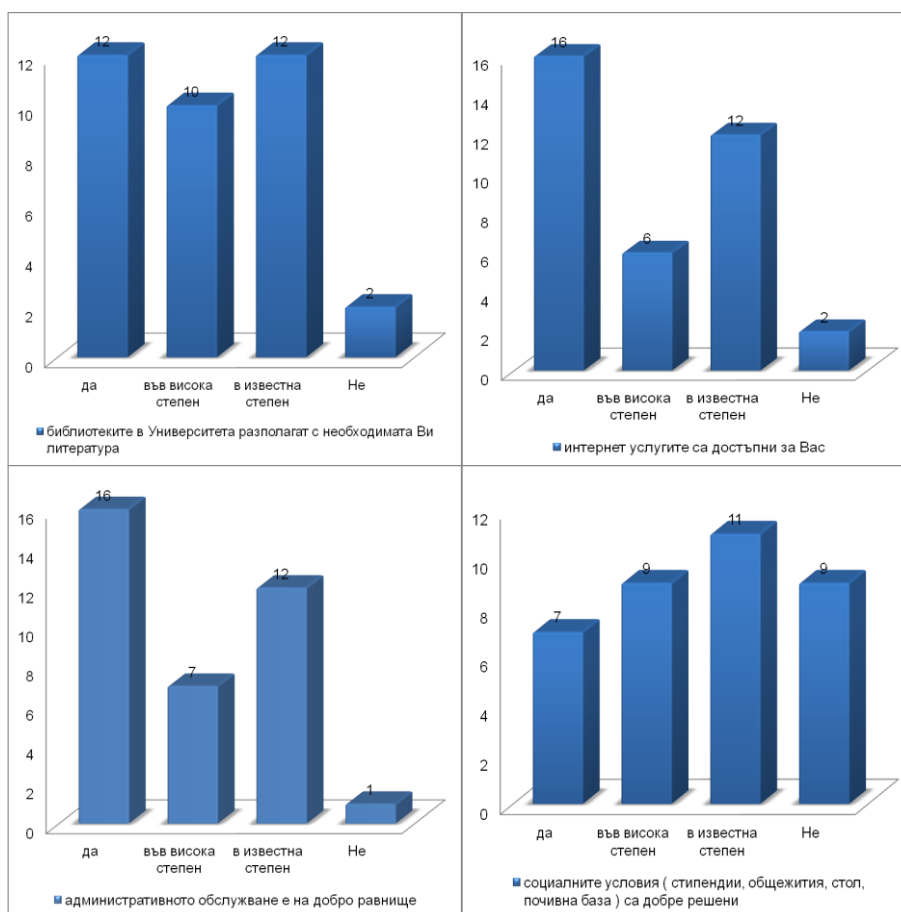 12
10
12
2
12
10
8
6
4
2
0
да
във висока
степен
в известна
степен
Не
библиотеките в Университета разполагат с необходимата Ви
литература
16
6
12
2
16
14
12
10
8
6
4
2
0
да
във висока
степен
в известна
степен
Не
интернет услугите са достъпни за Вас
16
7
12
1
16
14
12
10
8
6
4
2
0
да
във висока
степен
в известна
степен
Не
административното обслужване е на добро равнище
7
9
11
9
12
10
8
6
4
2
0
да
във висока
степен
в известна
степен
Не
социалните условия ( стипендии, общежития, стол,
почивна база ) са добре решени